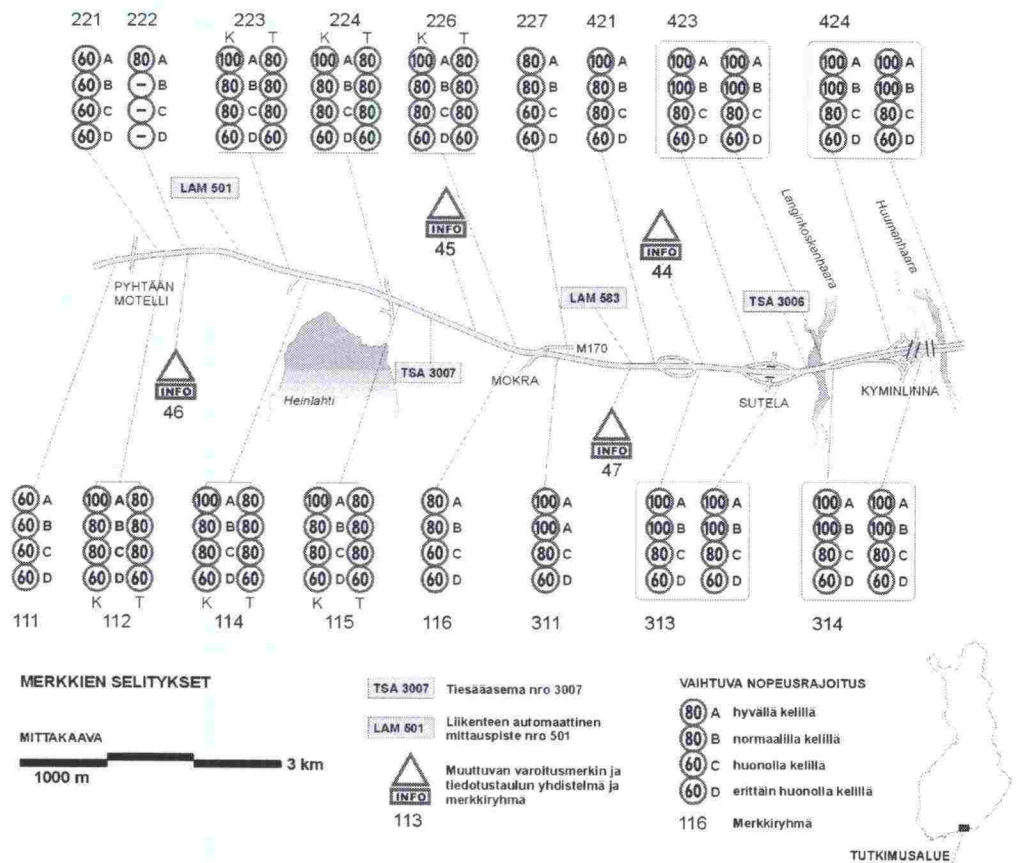 221 222 223 224 226 227 421 423 424
K T K T K T
60 A 80 A 100 A 80 100 A 80 100 A 80 80 A 100 A 100 A 100 A 100 A 100 A
60 B - B 80 B 80 80 B 80 80 B 80 80 B 80 B 100 B 100 B 100 B 100 B
60 C - C 80 C 80 80 C 80 80 C 80 60 C 80 C 80 C 80 C 80 C 80 C
60 D - D 60 D 60 60 D 60 60 D 60 60 D 60 D 60 D 60 D 60 D 60 D
LAM 501
INFO
45
INFO
44
Langinkoskenhaara
Huumanhaara
PYHTÄÄN
MOTELLI
LAM 583
TSA 3006
M170
INFO
46
Heinlahti
TSA 3007
MOKRA
SUTELA
KYMINLINNA
INFO
47
60 A 100 A 80 100 A 80 100 A 80 80 A 100 A 100 A 100 A 100 A 100 A
60 B 80 B 80 80 B 80 80 B 80 80 B 100 A 100 B 100 B 100 B 100 B
60 C 80 C 80 80 C 80 80 C 80 60 C 80 C 80 C 80 C 80 C 80 C
60 D 60 D 60 60 D 60 60 D 60 60 D 60 D 60 D 60 D 60 D 60 D
K T K T K T
111 112 114 115 116 311 313 314
MERKKIEN SELITYKSET
MITTAKAAVA
1000 m 3 km
TSA 3007 Tiesääasema nro 3007
LAM 501 Liikenteen automaattinen
mittauspiste nro 501
INFO Muuttuvan varoitusmerkin ja
tiedotustaulun yhdistelmä ja
merkkiryhmä
113
VAIHTUVA NOPEUSRAJOITUS
80 A hyvällä kelillä
80 B normaalilla kelillä
60 C huonolla kelillä
60 D erittäin huonolla kelillä
116 Merkkiryhmä
TUTKIMUSALUE